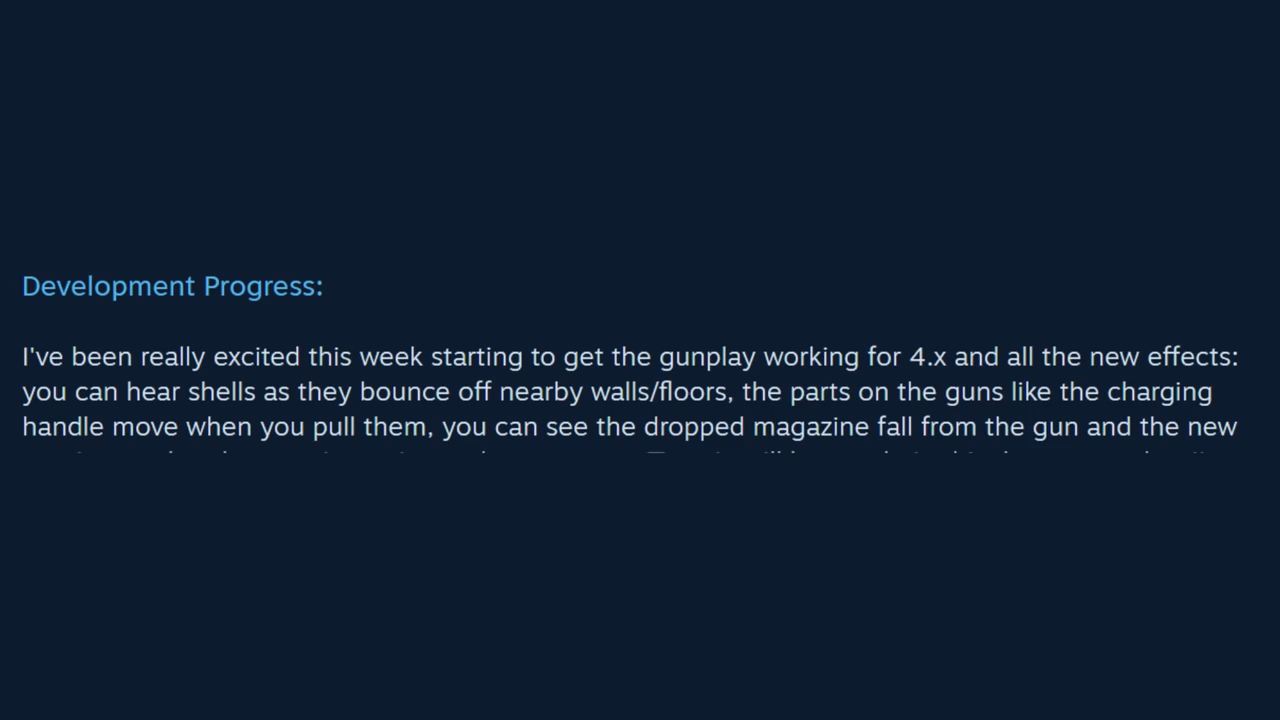 Development Progress:
I've been really excited this week starting to get the gunplay working for 4.x and all the new effects:
you can hear shells as they bounce off nearby walls/floors, the parts on the guns like the charging
handle move when you pull them, you can see the dropped magazine fall from the gun and the new